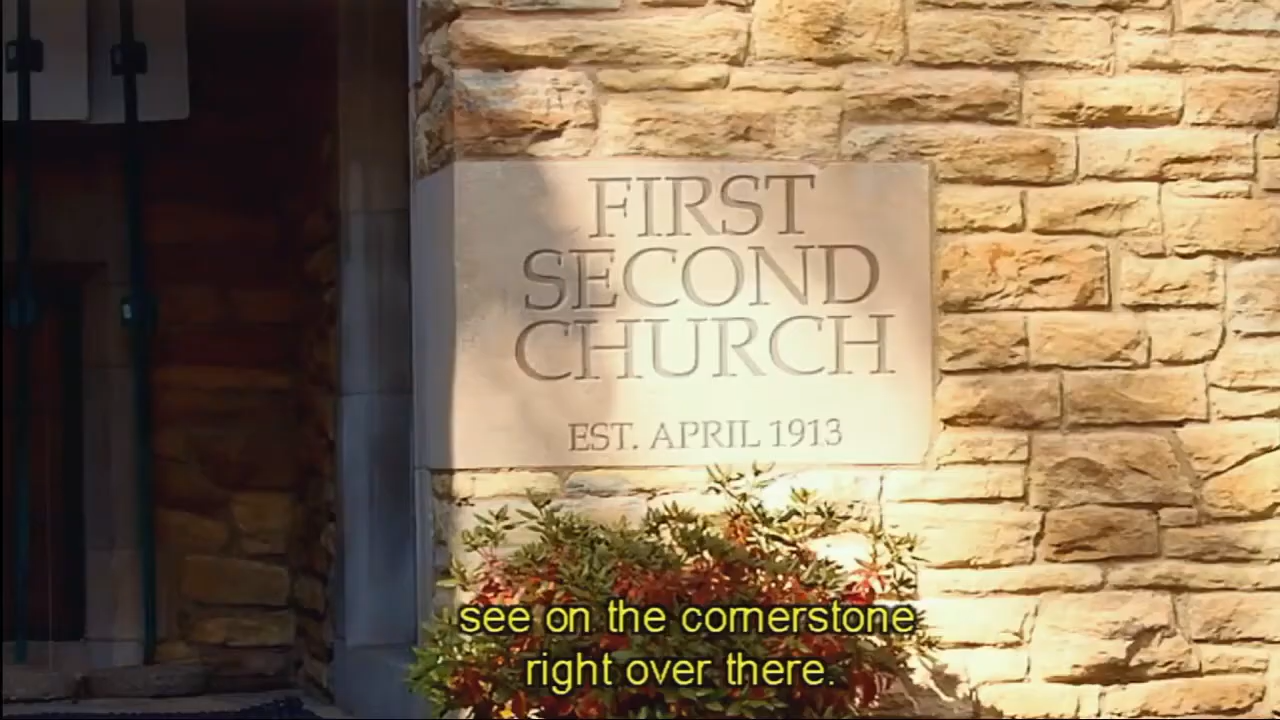 FIRST
SECOND
CHURCH
EST. APRIL 1913
see on the cornerstone
right over there.